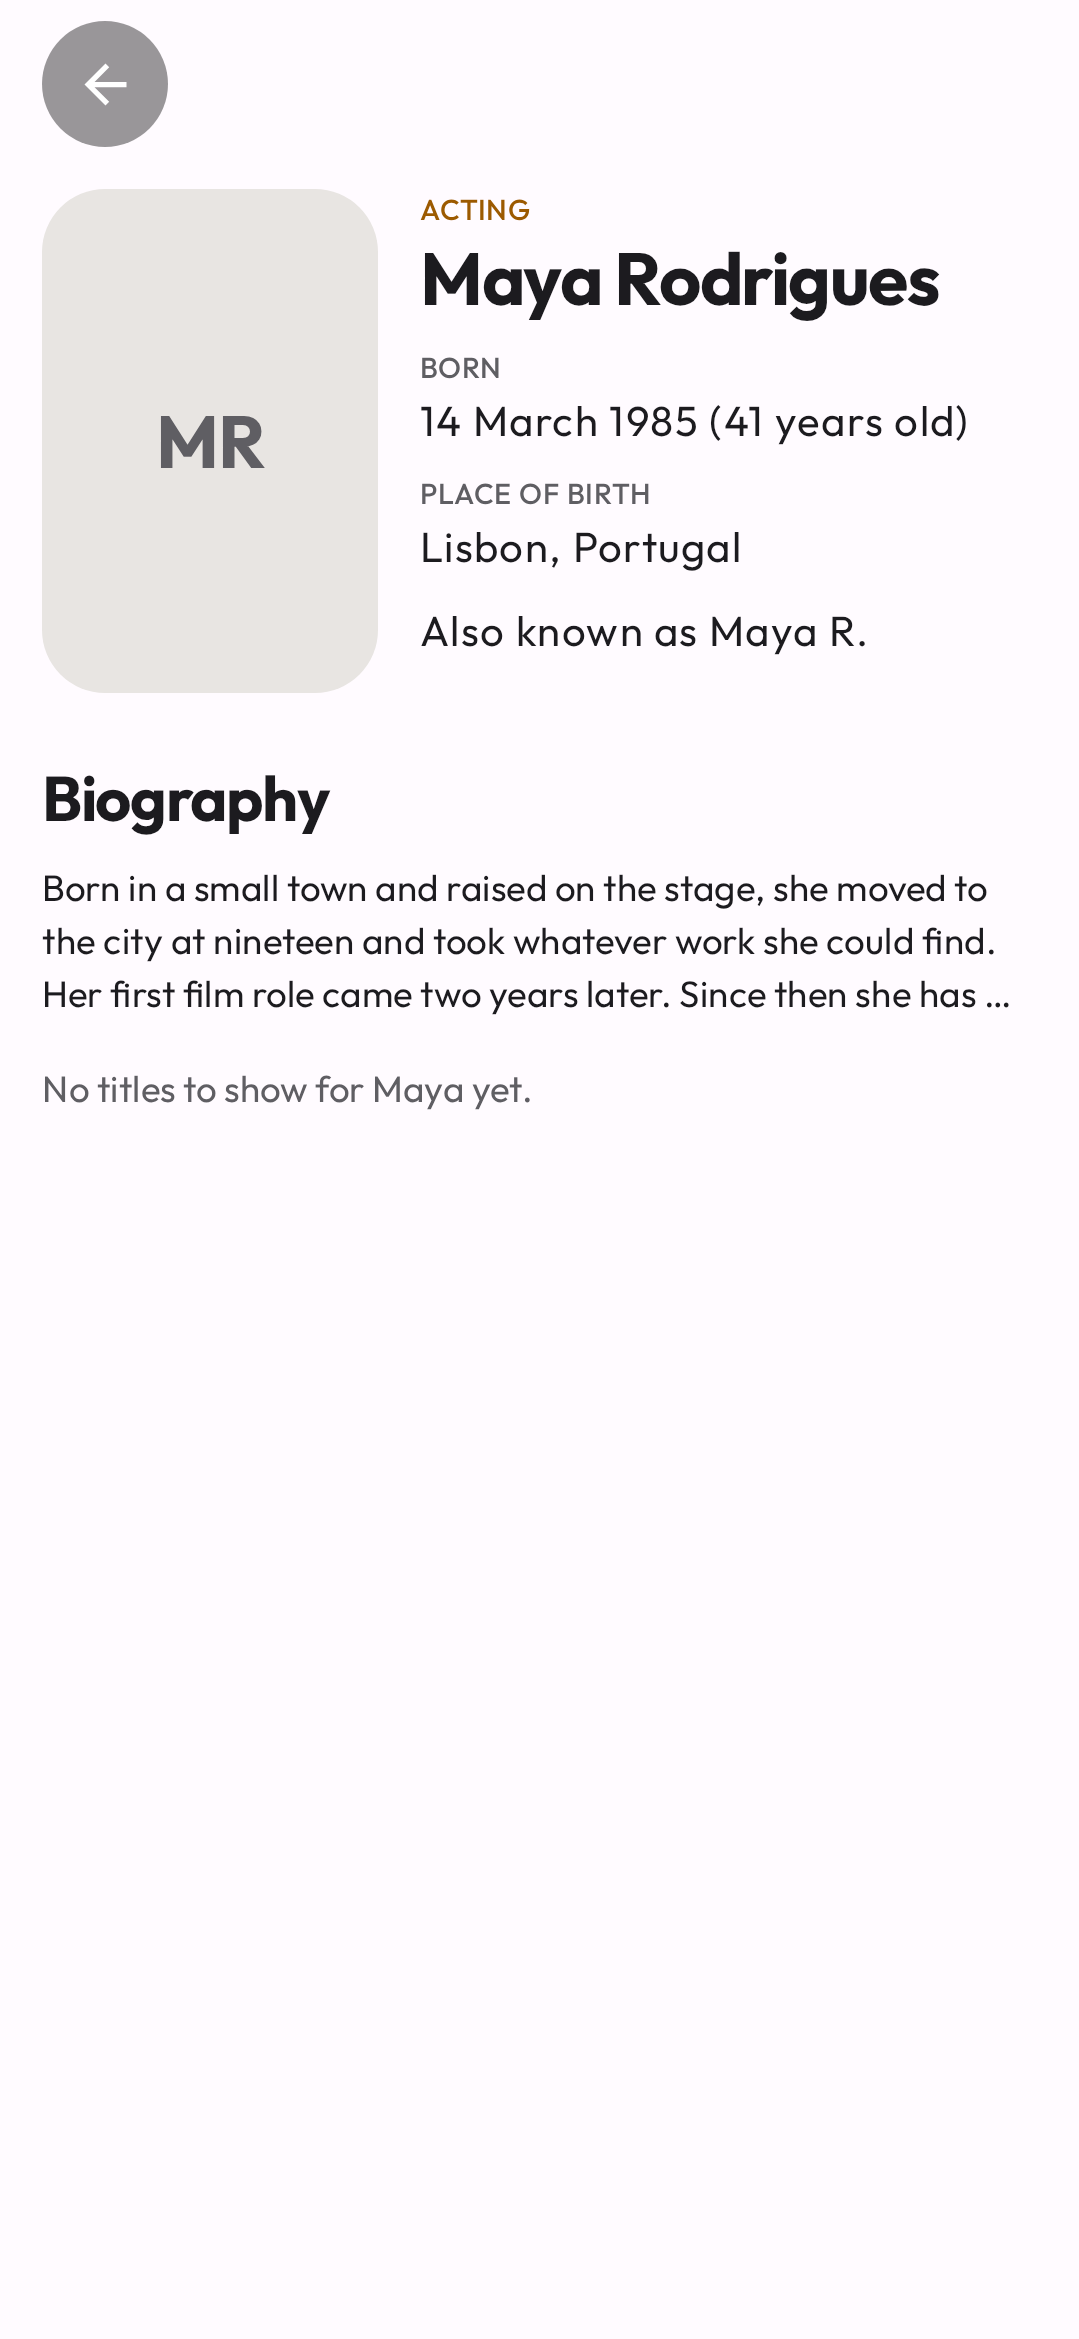 ACTING
Maya Rodrigues
BORN
14 March 1985 (41 years old)
PLACE OF BIRTH
Lisbon, Portugal
Also known as Maya R.
MR
Biography
Born in a small town and raised on the stage, she moved to
the city at nineteen and took whatever work she could find.
Her first film role came two years later. Since then she has …
No titles to show for Maya yet.